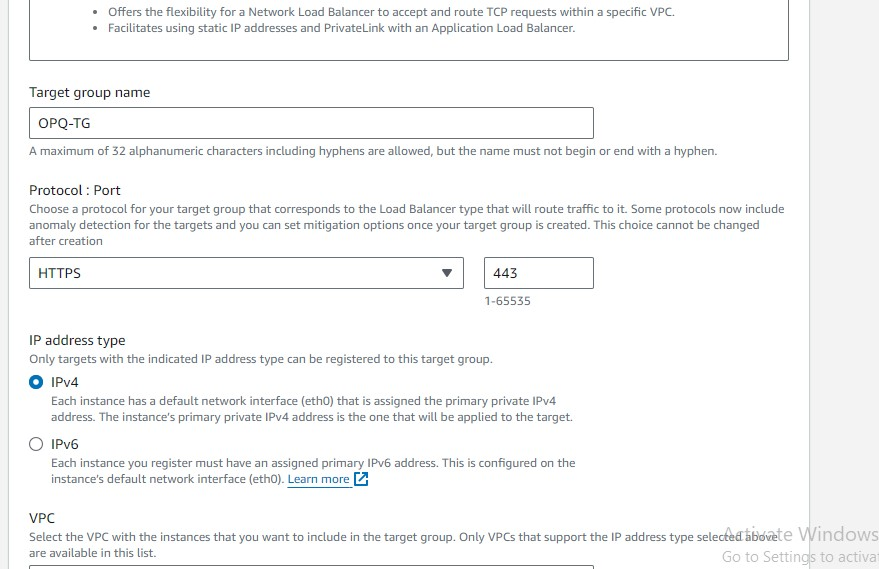 Offers the flexibility for a Network Load Balancer to accept and route TCP requests within a specific VPC.
Facilitates using static IP addresses and PrivateLink with an Application Load Balancer.
Target group name
OPQ-TG
A maximum of 32 alphanumeric characters including hyphens are allowed, but the name must not begin or end with a hyphen.
Protocol : Port
Choose a protocol for your target group that corresponds to the Load Balancer type that will route traffic to it. Some protocols now include
anomaly detection for the targets and you can set mitigation options once your target group is created. This choice cannot be changed
after creation
HTTPS
443
1-65535
IP address type
Only targets with the indicated IP address type can be registered to this target group.
IPv4
Each instance has a default network interface (eth0) that is assigned the primary private IPv4
address. The instance's primary private IPv4 address is the one that will be applied to the target.
IPv6
Each instance you register must have an assigned primary IPv6 address. This is configured on the
instance's default network interface (eth0). Learn more
VPC
Select the VPC with the instances that you want to include in the target group. Only VPCs that support the IP address type selected above
are available in this list.
Activate Windows
Go to Settings to activa